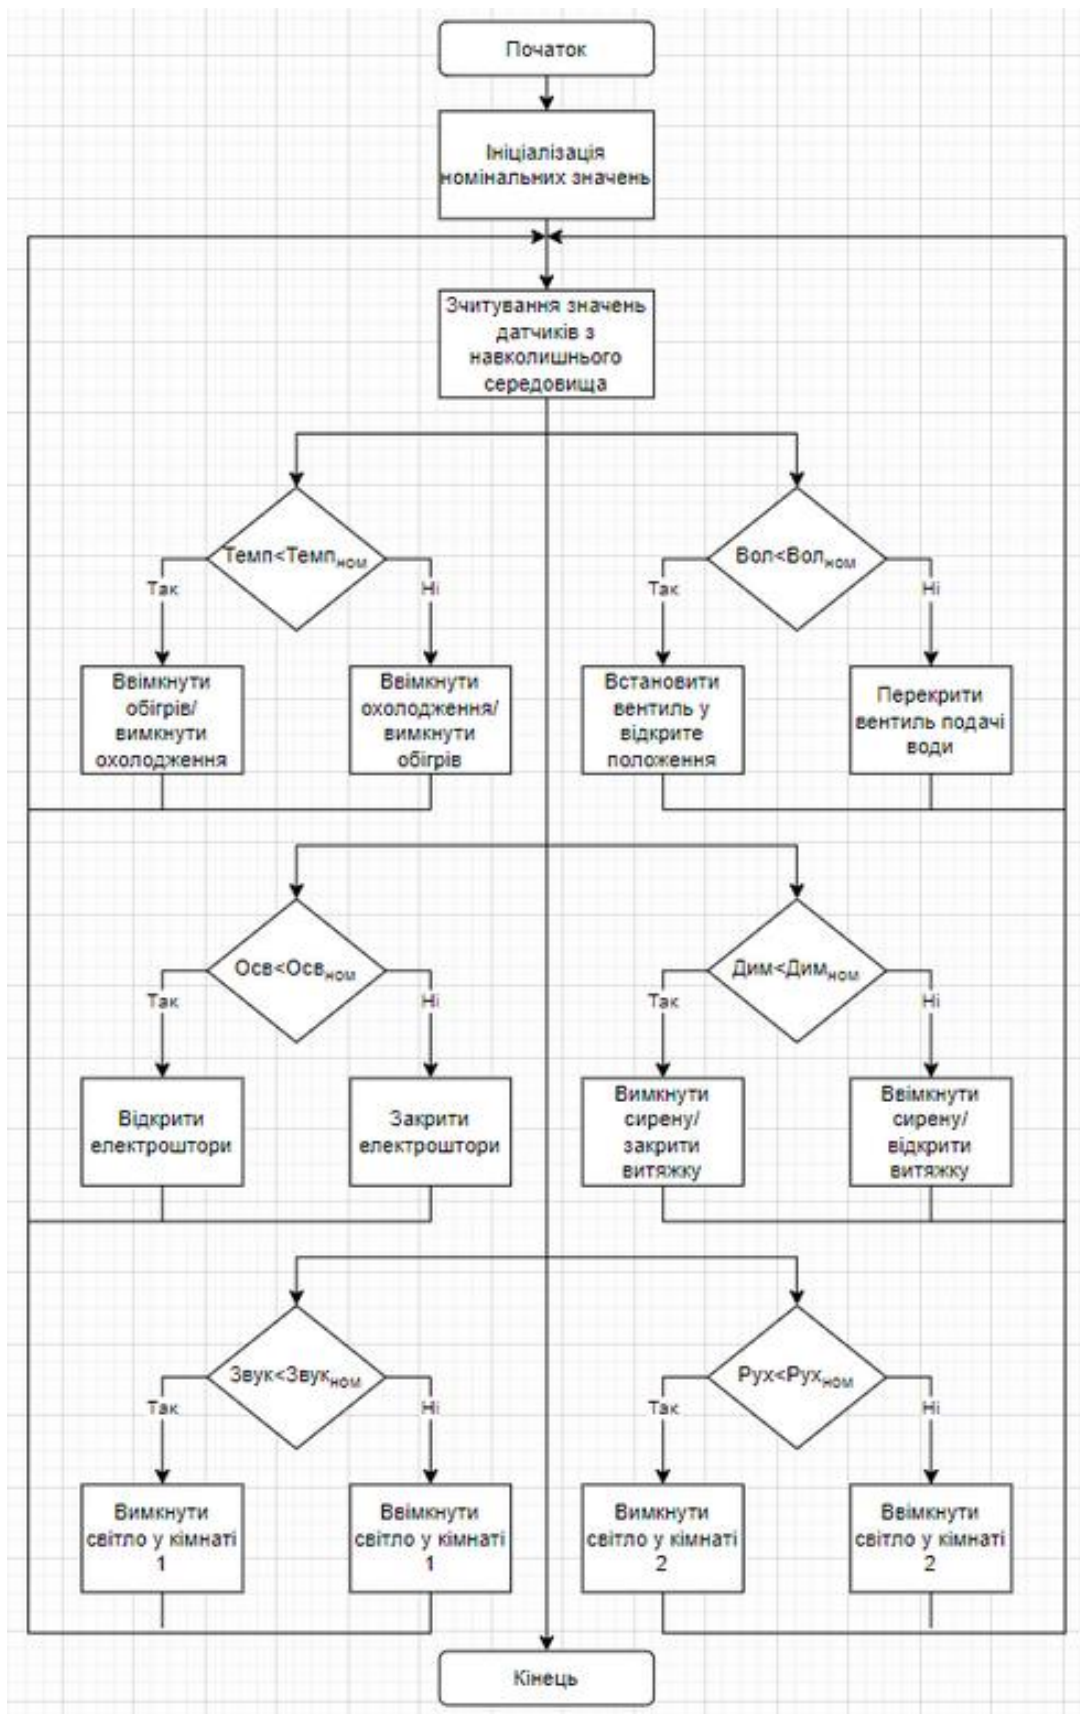 Початок
Ініціалізація
номінальних значень
Зчитування значень
датчиків з
навколишнього
середовища
Темп<Темпном
Вол<Волном
Так
Ні
Так
Ні
Ввімкнути
обігрів/
вимкнути
охолодження
Ввімкнути
охолодження/
вимкнути
обігрів
Встановити
вентиль у
відкрите
положення
Перекрити
вентиль подачі
води
Осв<Освном
Дим<Димном
Так
Ні
Так
Ні
Відкрити
електроштори
Закрити
електроштори
Вимкнути
сирену/
закрити
витяжку
Ввімкнути
сирену/
відкрити
витяжку
Звук<Звукном
Рух<Рухном
Так
Ні
Так
Ні
Вимкнути
світло у кімнаті
1
Ввімкнути
світло у кімнаті
1
Вимкнути
світло у кімнаті
2
Ввімкнути
світло у кімнаті
2
Кінець